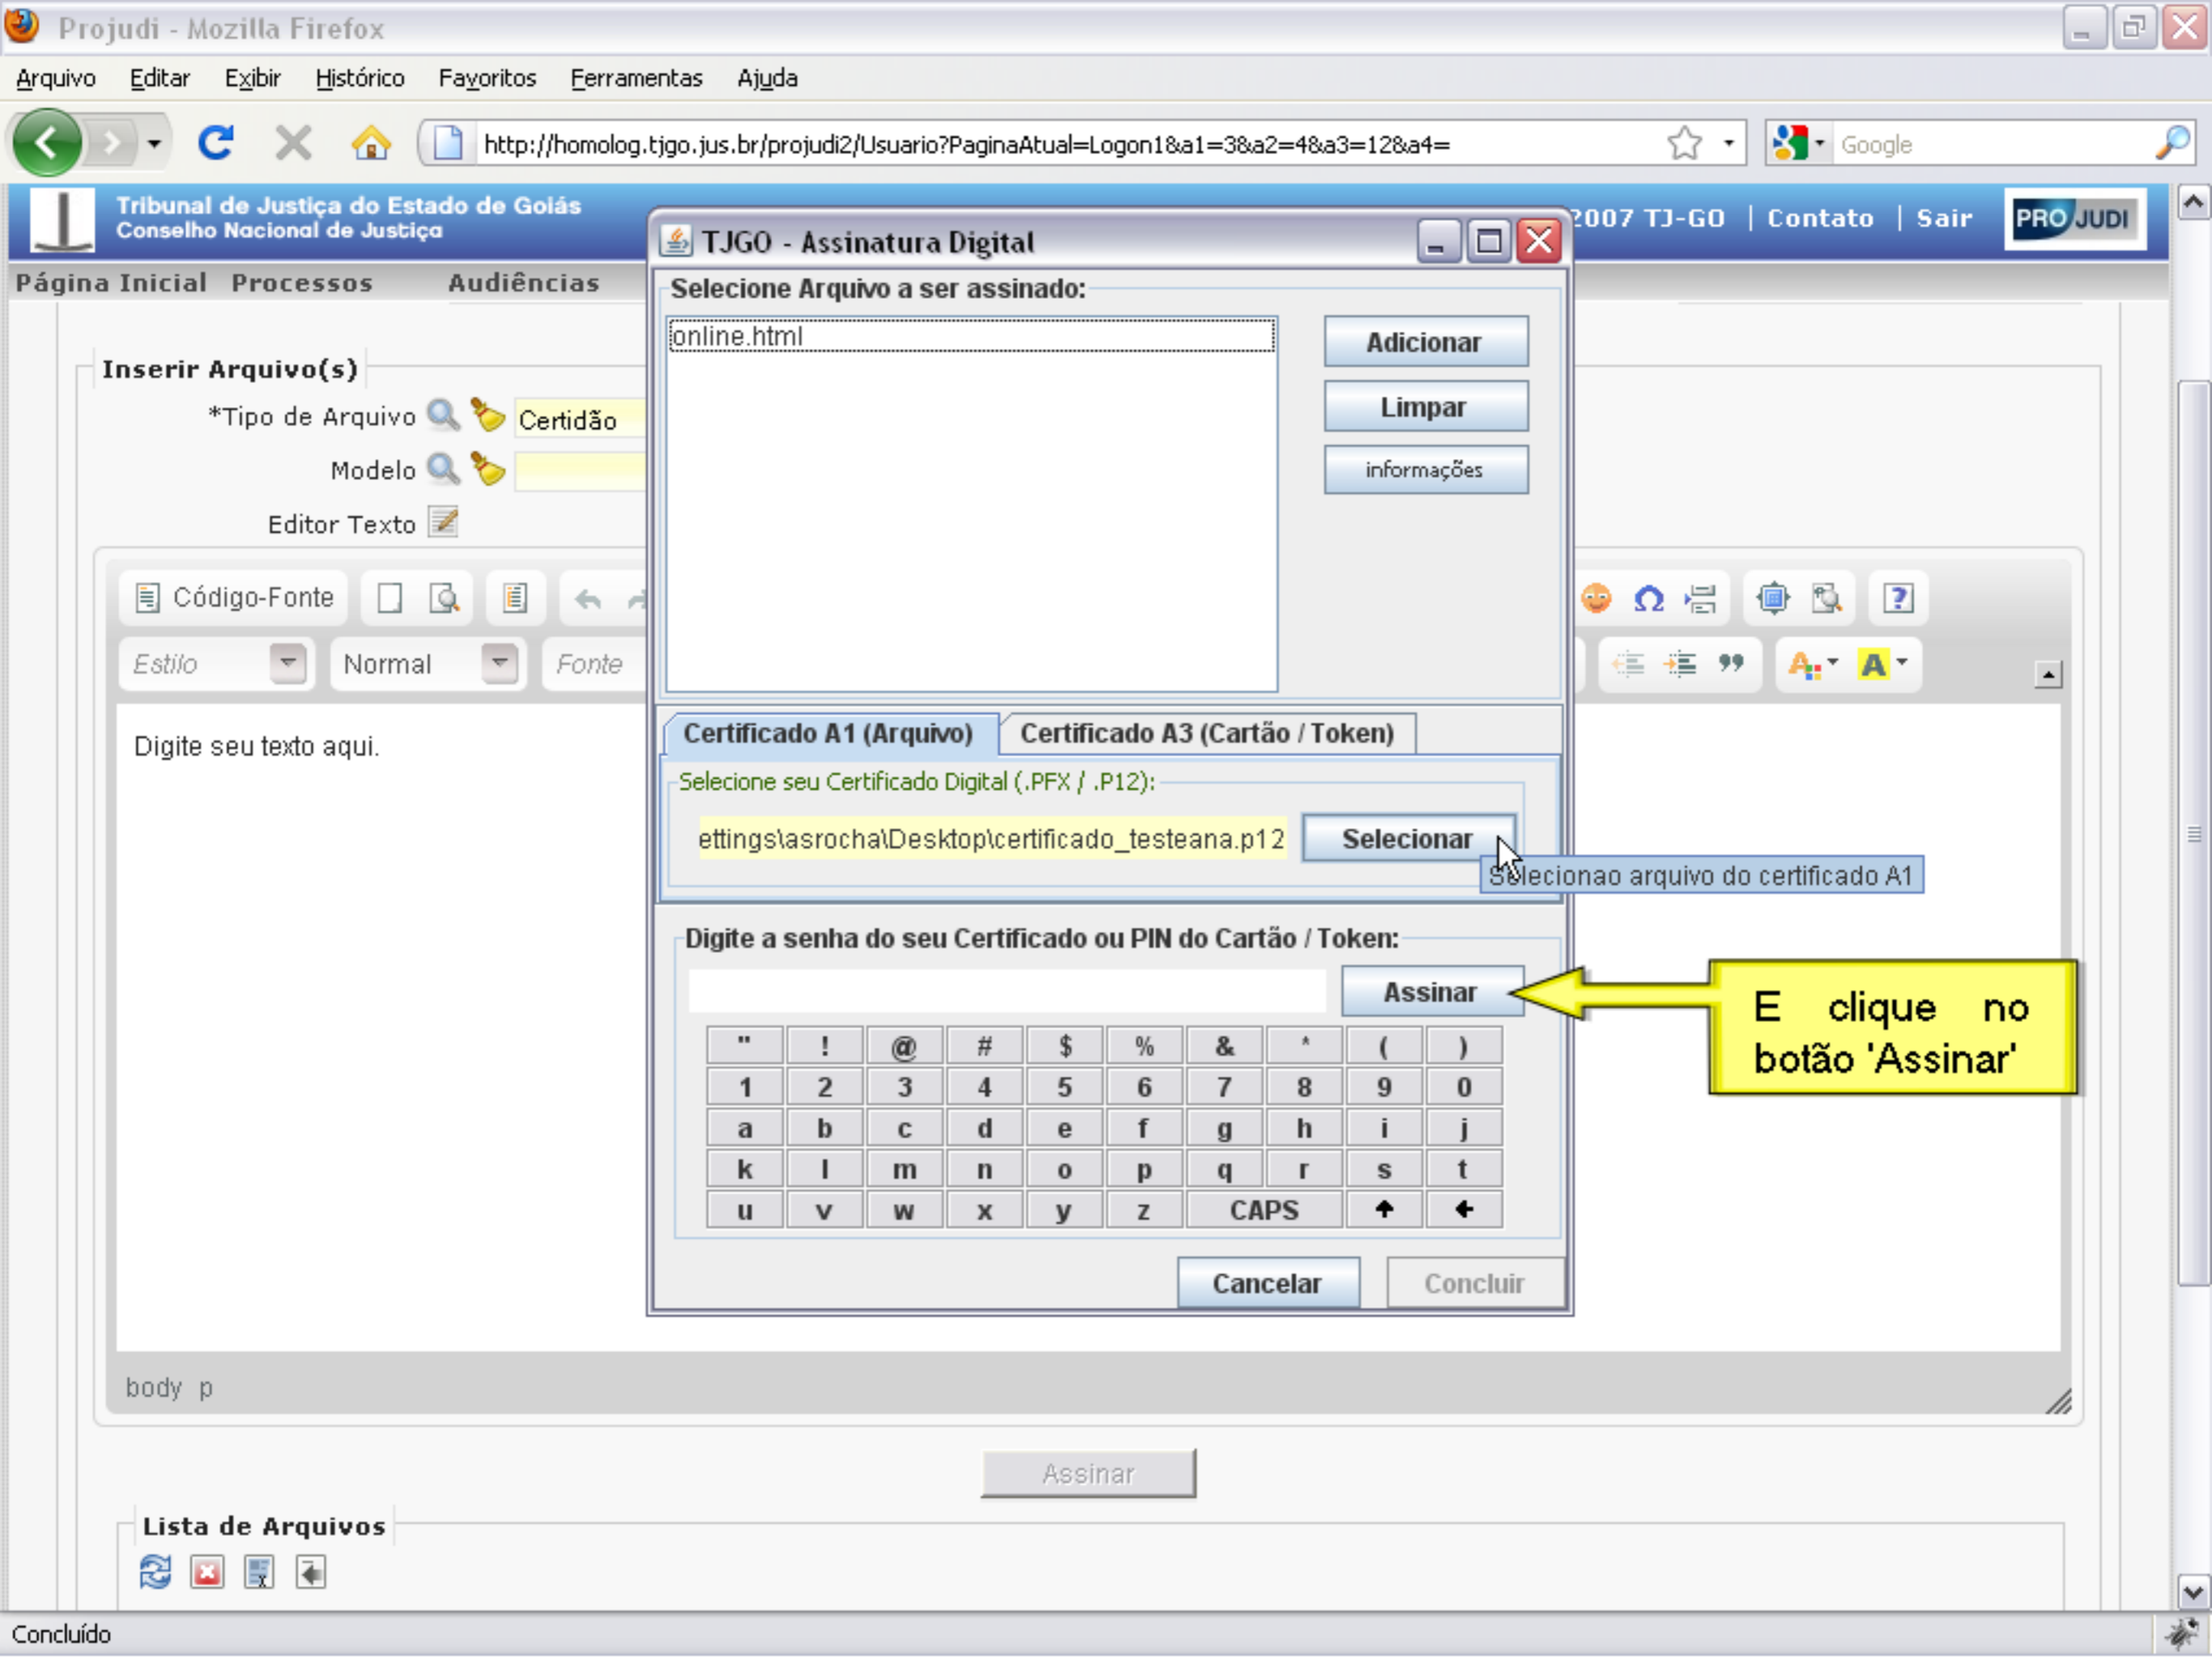 Projudi - Mozilla Firefox
Arquivo Editar Exibir Histórico Favoritos Ferramentas Ajuda
http://homolog.tjgo.jus.br/projudi2/Usuario?PaginaAtual=Logon1&a1=3&a2=4&a3=12&a4=
Google
Tribunal de Justiça do Estado de Goiás
Conselho Nacional de Justiça
2007 TJ-GO | Contato | Sair
PROJUDI
Página Inicial Processos Audiências
Inserir Arquivo(s)
*Tipo de Arquivo Certidão
Modelo
Editor Texto
Código-Fonte
Estilo Normal Fonte
Digite seu texto aqui.
body p
Assinar
Lista de Arquivos
Concluído
TJGO - Assinatura Digital
Selecione Arquivo a ser assinado:
online.html
Adicionar
Limpar
informações
Certificado A1 (Arquivo) Certificado A3 (Cartão / Token)
Selecione seu Certificado Digital (.PFX / .P12):
ettings\asrocha\Desktop\certificado_testeana.p12 Selecionar
Selecionao arquivo do certificado A1
Digite a senha do seu Certificado ou PIN do Cartão / Token:
Assinar
" ! @ # $ % & * ( )
1 2 3 4 5 6 7 8 9 0
a b c d e f g h i j
k l m n o p q r s t
u v w x y z CAPS
Cancelar Concluir
E clique no
botão 'Assinar'